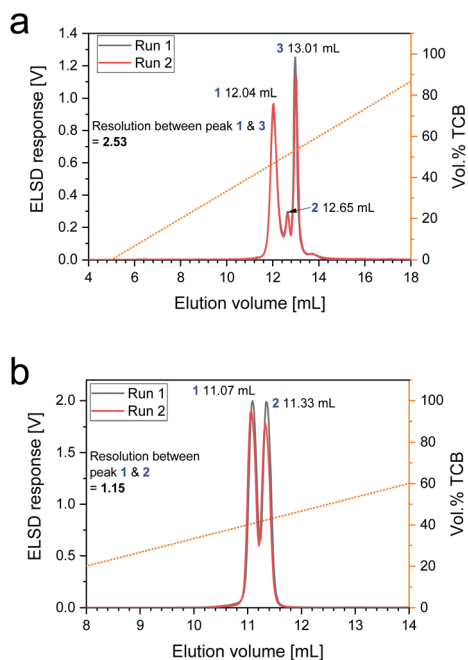 a
Run 1
Run 2
3 13.01 mL
1 12.04 mL
Resolution between peak 1 & 3
= 2.53
2 12.65 mL
ELSD response [V]
1.4
1.2
1.0
0.8
0.6
0.4
0.2
0.0
Vol.% TCB
100
80
60
40
20
0
4 6 8 10 12 14 16 18
Elution volume [mL]
b
Run 1
Run 2
1 11.07 mL
2 11.33 mL
Resolution between
peak 1 & 2
= 1.15
ELSD response [V]
2.0
1.5
1.0
0.5
0.0
Vol.% TCB
100
80
60
40
20
0
8 9 10 11 12 13 14
Elution volume [mL]